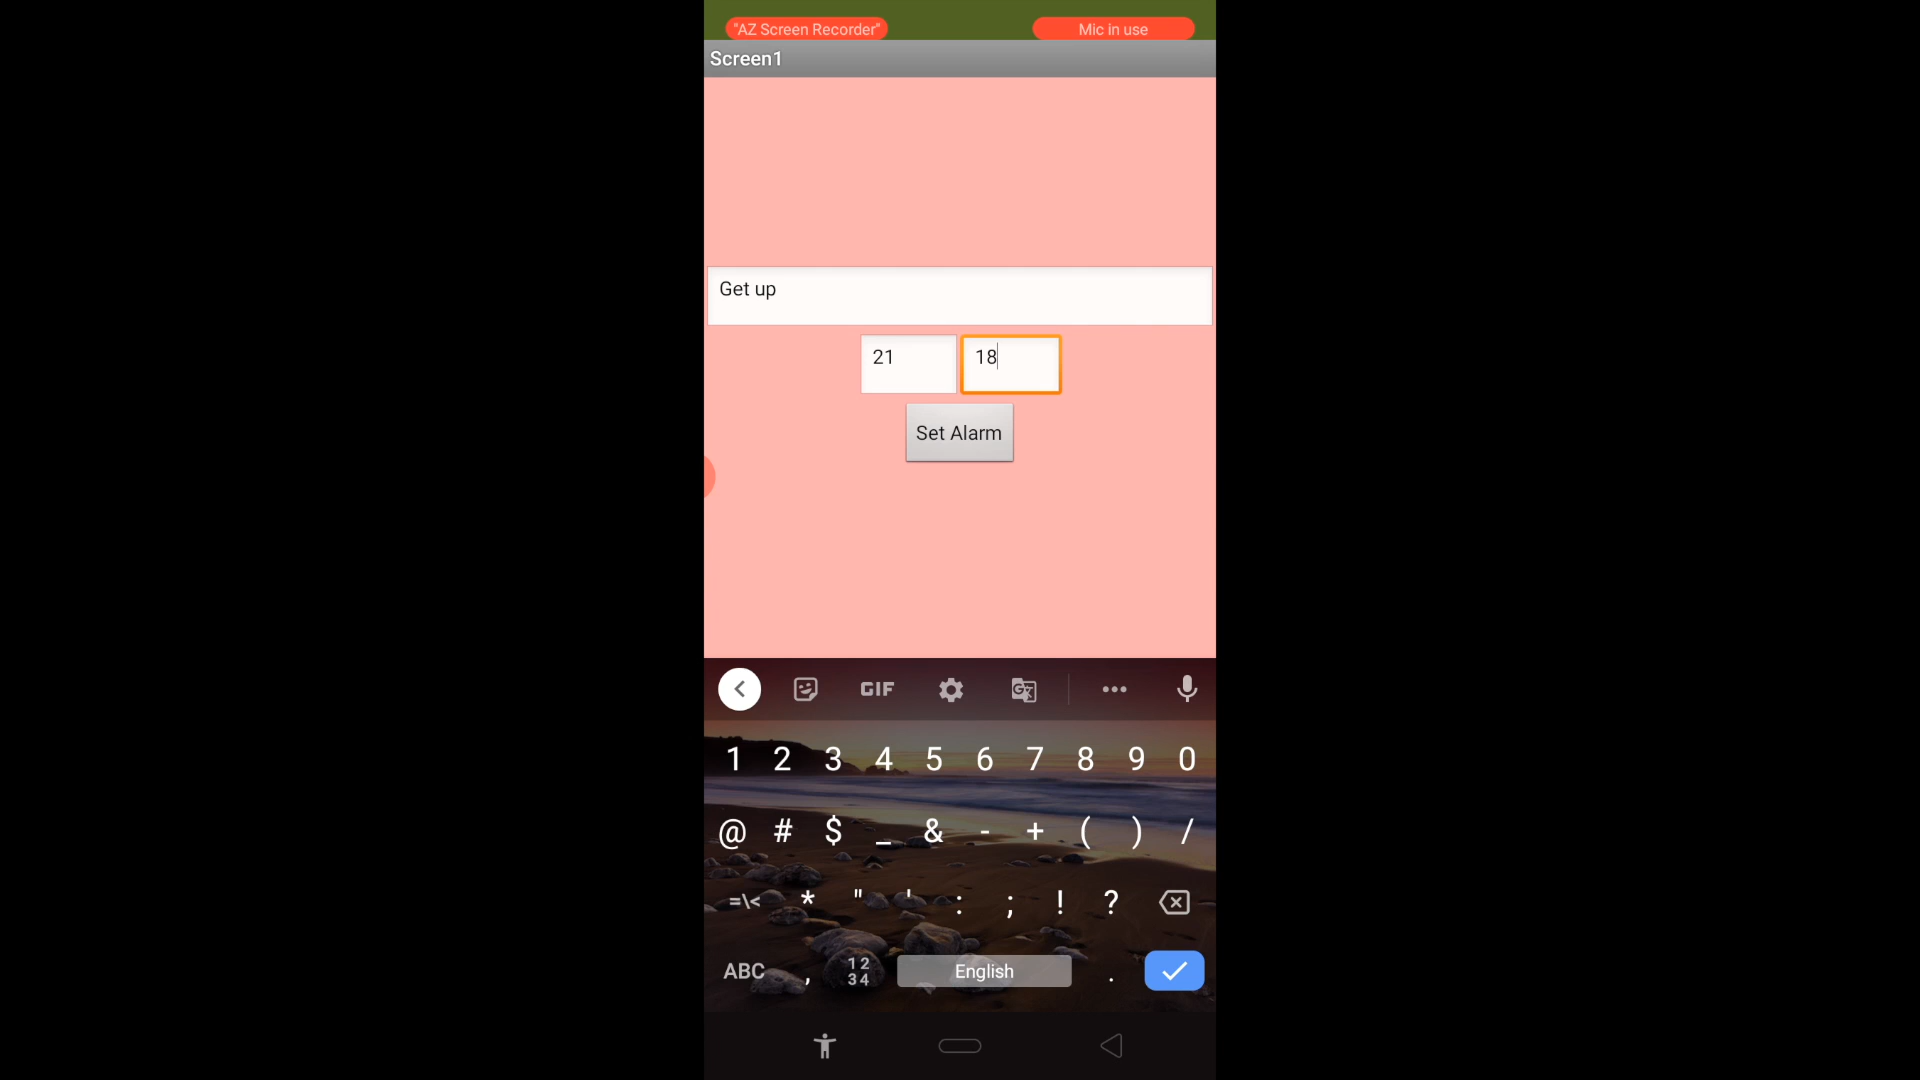 "AZ Screen Recorder" Mic in use
Screen1
Get up
21 18
Set Alarm
GIF
1 2 3 4 5 6 7 8 9 0
@ # $ _ & - + ( ) /
=\< * " ' : ; ! ?
ABC , 12 34 English .